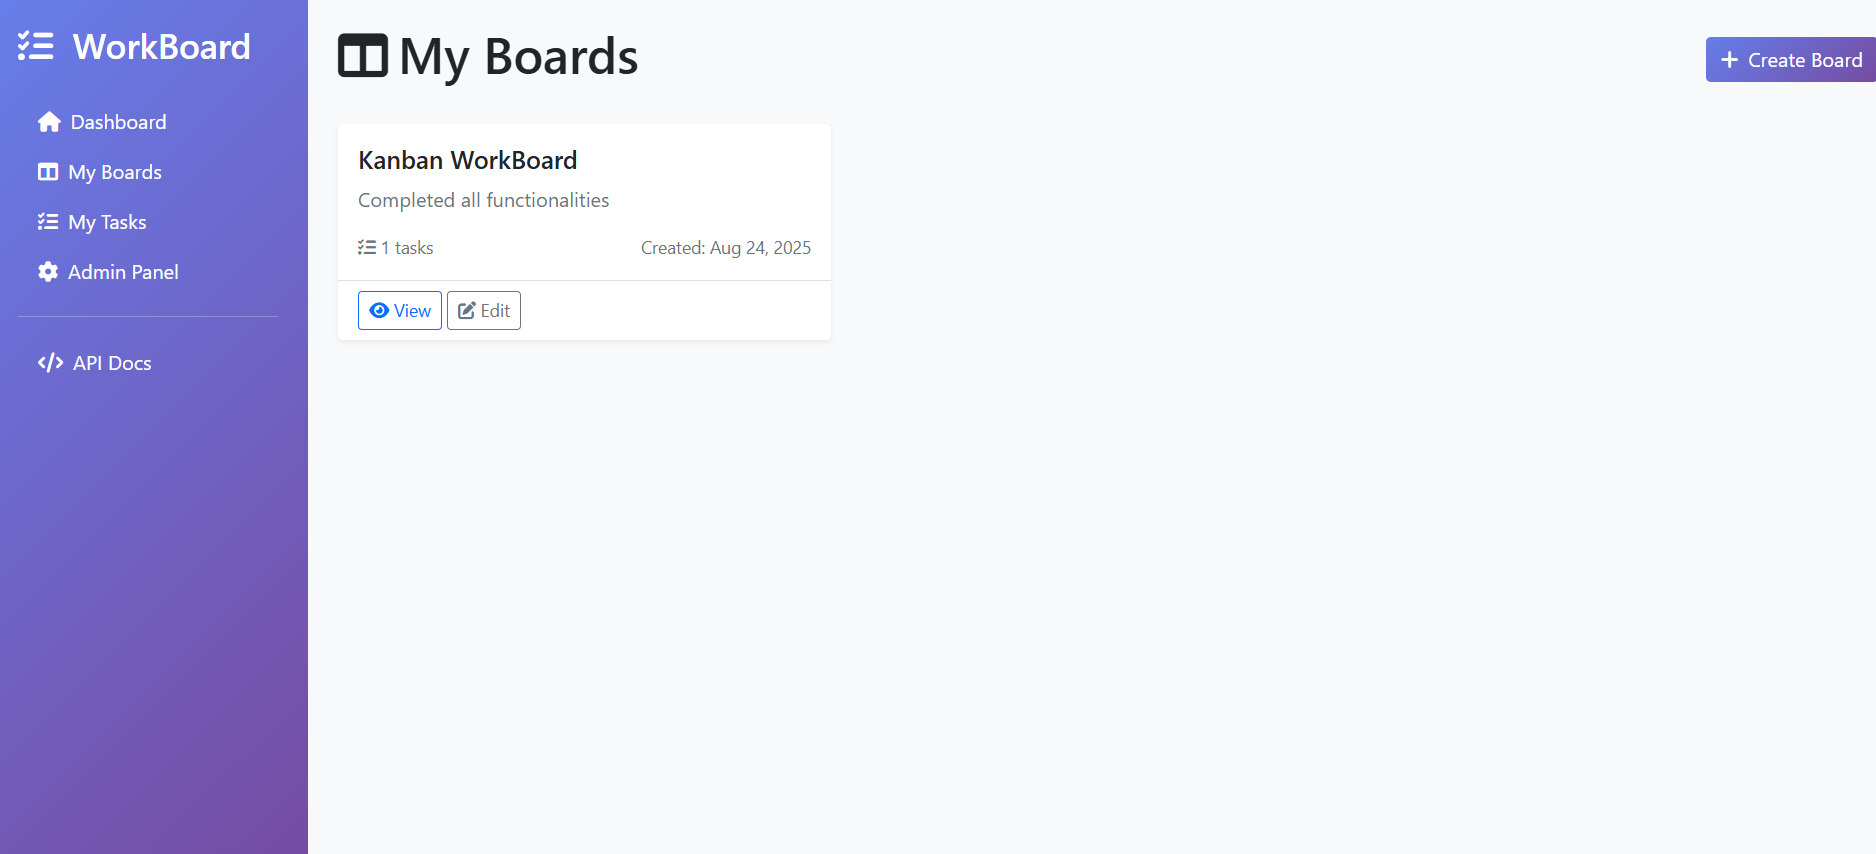 WorkBoard
Dashboard
My Boards
My Tasks
Admin Panel
API Docs
My Boards
Create Board
Kanban WorkBoard
Completed all functionalities
1 tasks
Created: Aug 24, 2025
View
Edit